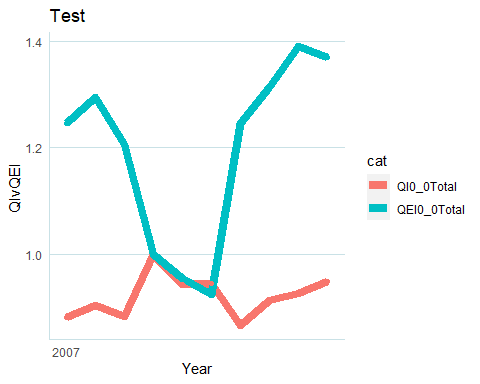 Test
QIvQEI
1.4
1.2
1.0
2007
Year
cat
QI0_0Total
QEI0_0Total